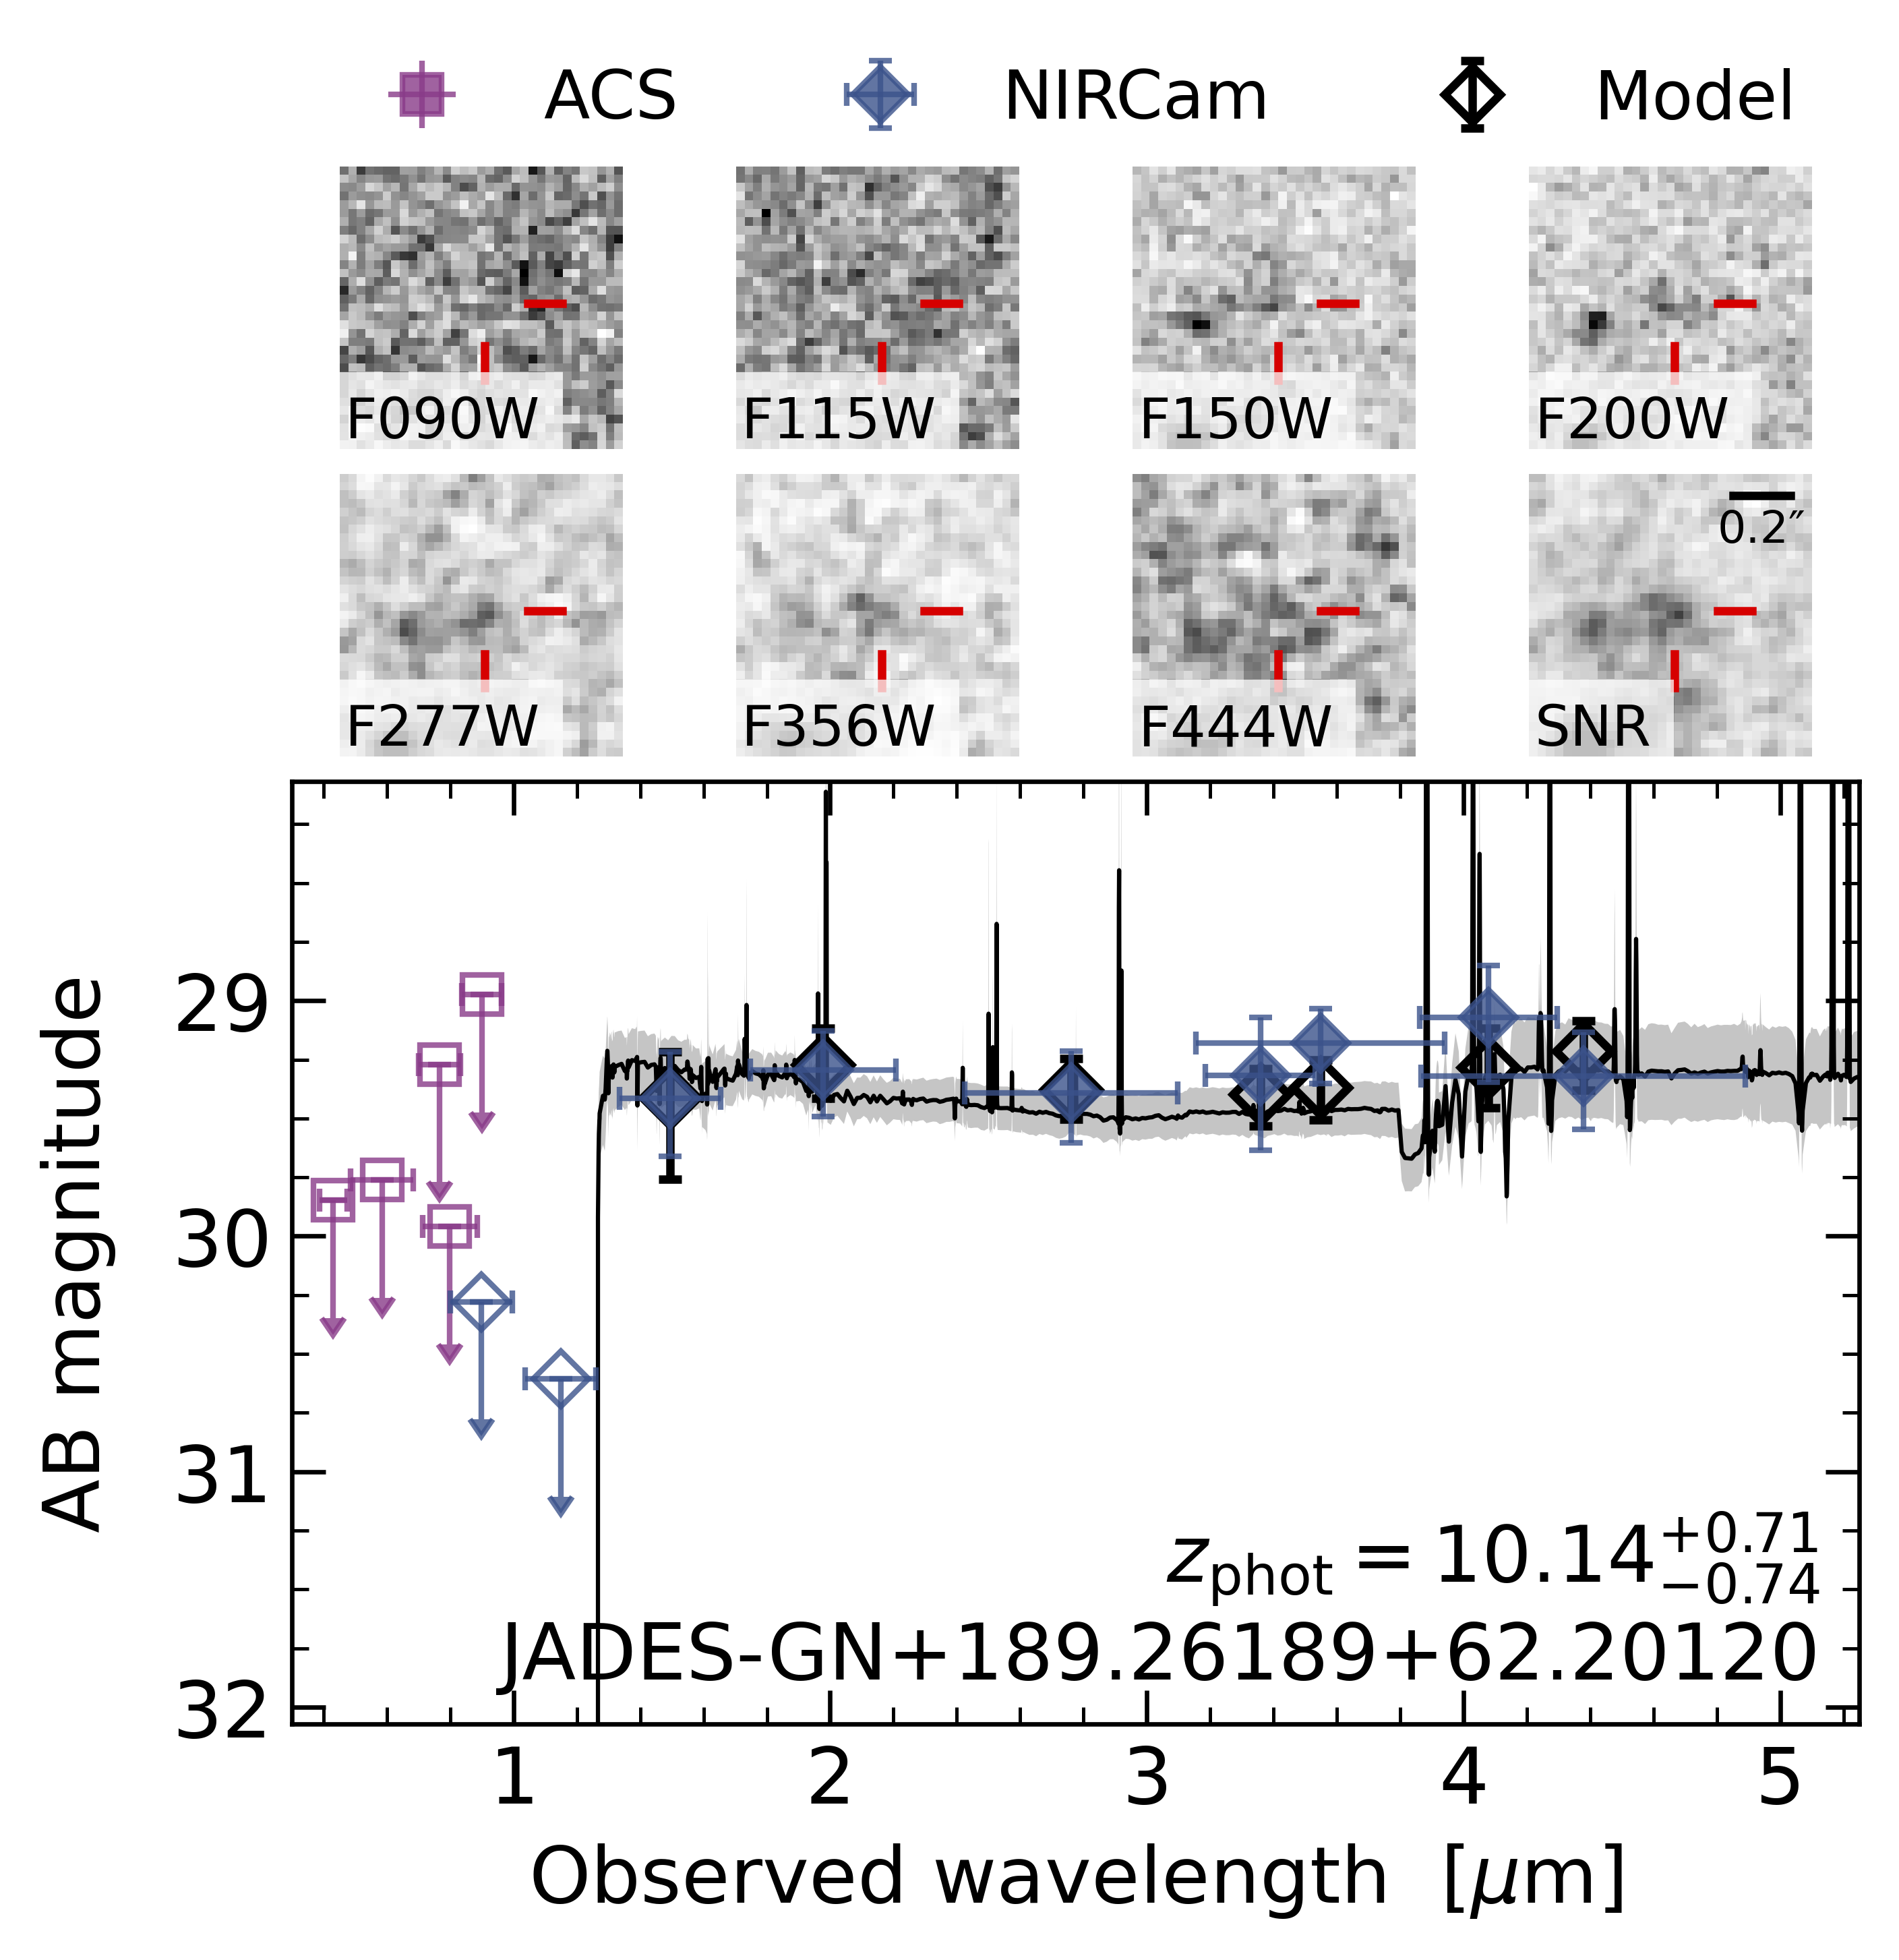 ACS NIRCam Model
F090W F115W F150W F200W
0.2″
F277W F356W F444W SNR
AB magnitude
29
30
31
32
z_phot = 10.14^{+0.71}_{−0.74}
JADES-GN+189.26189+62.20120
1 2 3 4 5
Observed wavelength [μm]